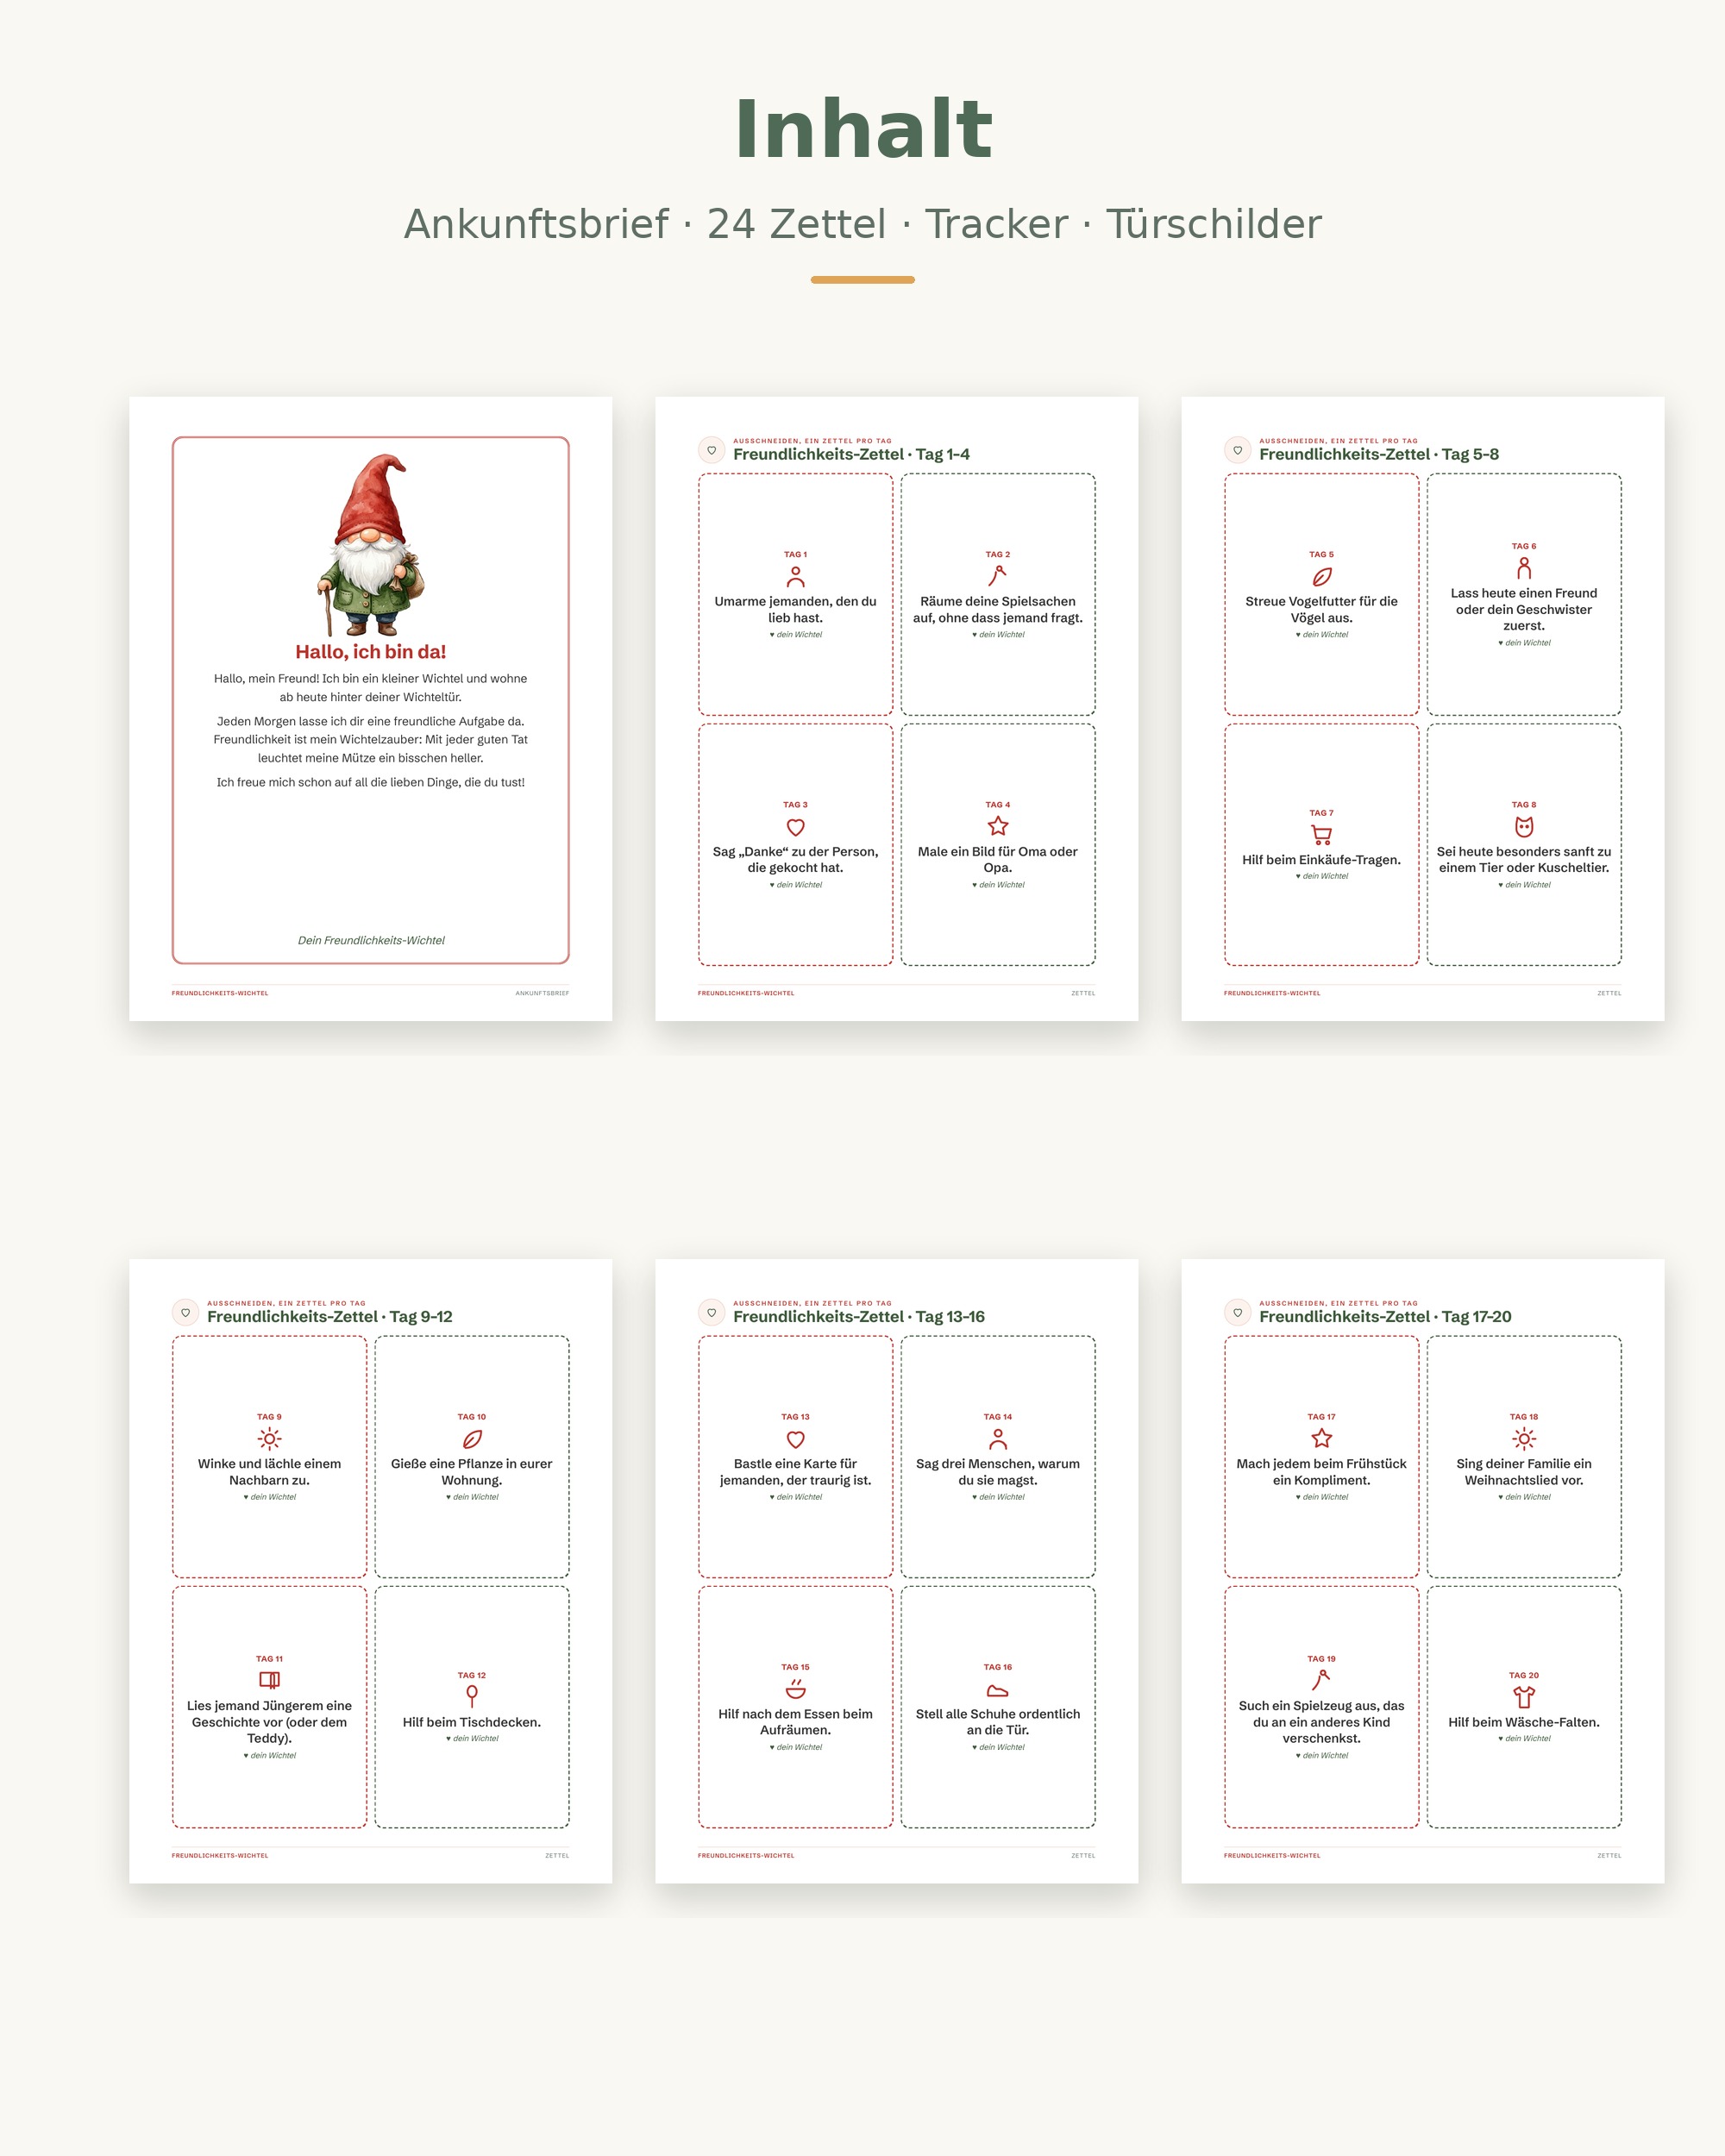 Inhalt
Ankunftsbrief · 24 Zettel · Tracker · Türschilder
Hallo, ich bin da!
Hallo, mein Freund! Ich bin ein kleiner Wichtel und wohne
ab heute hinter deiner Wichteltür.
Jeden Morgen lasse ich dir eine freundliche Aufgabe da.
Freundlichkeit ist mein Wichtelzauber: Mit jeder guten Tat
leuchtet meine Mütze ein bisschen heller.
Ich freue mich schon auf all die lieben Dinge, die du tust!
Dein Freundlichkeits-Wichtel
FREUNDLICHKEITS-WICHTEL
ANKUNFTSBRIEF
AUSSCHNEIDEN, EIN ZETTEL PRO TAG
Freundlichkeits-Zettel · Tag 1-4
TAG 1
Umarme jemanden, den du
lieb hast.
♥ dein Wichtel
TAG 2
Räume deine Spielsachen
auf, ohne dass jemand fragt.
♥ dein Wichtel
TAG 3
Sag „Danke“ zu der Person,
die gekocht hat.
♥ dein Wichtel
TAG 4
Male ein Bild für Oma oder
Opa.
♥ dein Wichtel
FREUNDLICHKEITS-WICHTEL
ZETTEL
AUSSCHNEIDEN, EIN ZETTEL PRO TAG
Freundlichkeits-Zettel · Tag 5-8
TAG 5
Streue Vogelfutter für die
Vögel aus.
♥ dein Wichtel
TAG 6
Lass heute einen Freund
oder dein Geschwister
zuerst.
♥ dein Wichtel
TAG 7
Hilf beim Einkäufe-Tragen.
♥ dein Wichtel
TAG 8
Sei heute besonders sanft zu
einem Tier oder Kuscheltier.
♥ dein Wichtel
FREUNDLICHKEITS-WICHTEL
ZETTEL
AUSSCHNEIDEN, EIN ZETTEL PRO TAG
Freundlichkeits-Zettel · Tag 9-12
TAG 9
Winke und lächle einem
Nachbarn zu.
♥ dein Wichtel
TAG 10
Gieße eine Pflanze in eurer
Wohnung.
♥ dein Wichtel
TAG 11
Lies jemand Jüngerem eine
Geschichte vor (oder dem
Teddy).
♥ dein Wichtel
TAG 12
Hilf beim Tischdecken.
♥ dein Wichtel
FREUNDLICHKEITS-WICHTEL
ZETTEL
AUSSCHNEIDEN, EIN ZETTEL PRO TAG
Freundlichkeits-Zettel · Tag 13-16
TAG 13
Bastle eine Karte für
jemanden, der traurig ist.
♥ dein Wichtel
TAG 14
Sag drei Menschen, warum
du sie magst.
♥ dein Wichtel
TAG 15
Hilf nach dem Essen beim
Aufräumen.
♥ dein Wichtel
TAG 16
Stell alle Schuhe ordentlich
an die Tür.
♥ dein Wichtel
FREUNDLICHKEITS-WICHTEL
ZETTEL
AUSSCHNEIDEN, EIN ZETTEL PRO TAG
Freundlichkeits-Zettel · Tag 17-20
TAG 17
Mach jedem beim Frühstück
ein Kompliment.
♥ dein Wichtel
TAG 18
Sing deiner Familie ein
Weihnachtslied vor.
♥ dein Wichtel
TAG 19
Such ein Spielzeug aus, das
du an ein anderes Kind
verschenkst.
♥ dein Wichtel
TAG 20
Hilf beim Wäsche-Falten.
♥ dein Wichtel
FREUNDLICHKEITS-WICHTEL
ZETTEL